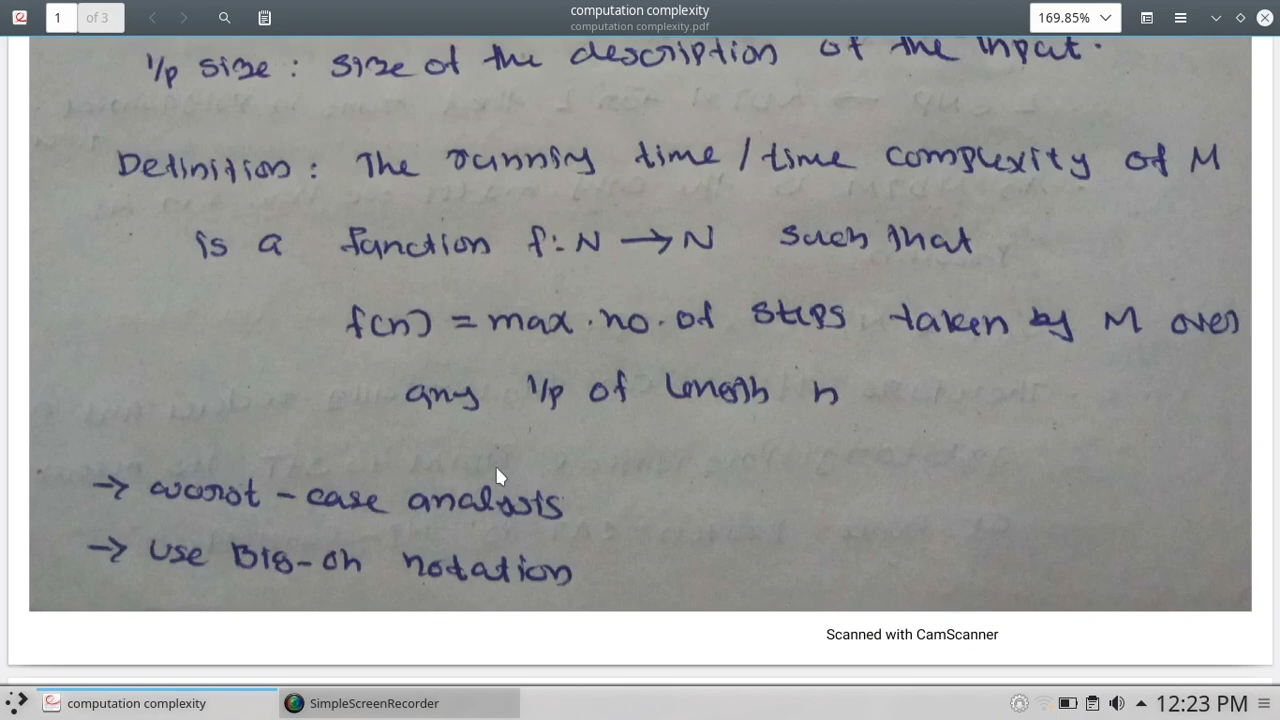 1 of 3
computation complexity
computation complexity.pdf
169.85%
I/p size : size of the description of the input.
Definition : The running time / time complexity of M
is a function f : N → N such that
f(n) = max. no. of steps taken by M over
any I/p of length n
→ worst - case analysis
→ use Big-oh notation
Scanned with CamScanner
computation complexity
SimpleScreenRecorder
12:23 PM